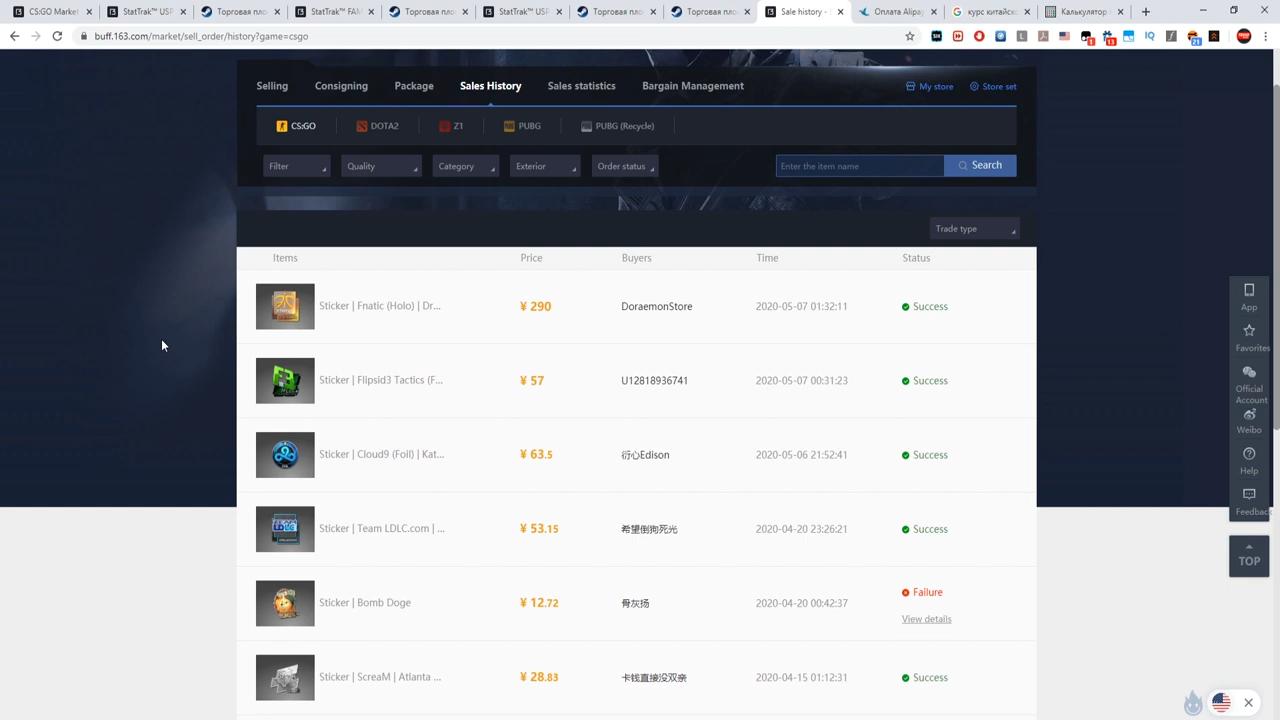 CS:GO Market
StatTrak™ USP
Торговая пло
StatTrak™ FAM
Торговая пло
StatTrak™ USP
Торговая пло
Торговая пло
Sale history -
Оплата Alipay
курс китайско
Калькулятор
buff.163.com/market/sell_order/history?game=csgo
Selling Consigning Package Sales History Sales statistics Bargain Management My store Store set
CS:GO DOTA2 Z1 PUBG PUBG (Recycle)
Filter Quality Category Exterior Order status Enter the item name Search
Trade type
Items Price Buyers Time Status
Sticker | Fnatic (Holo) | Dr... ¥ 290 DoraemonStore 2020-05-07 01:32:11 Success
Sticker | Flipsid3 Tactics (F... ¥ 57 U12818936741 2020-05-07 00:31:23 Success
Sticker | Cloud9 (Foil) | Kat... ¥ 63.5 衍心Edison 2020-05-06 21:52:41 Success
Sticker | Team LDLC.com | ... ¥ 53.15 希望倒狗死光 2020-04-20 23:26:21 Success
Sticker | Bomb Doge ¥ 12.72 骨灰扬 2020-04-20 00:42:37 Failure
View details
Sticker | ScreaM | Atlanta ... ¥ 28.83 卡钱直接没双亲 2020-04-15 01:12:31 Success
App
Favorites
Official
Account
Weibo
Help
Feedbac
TOP